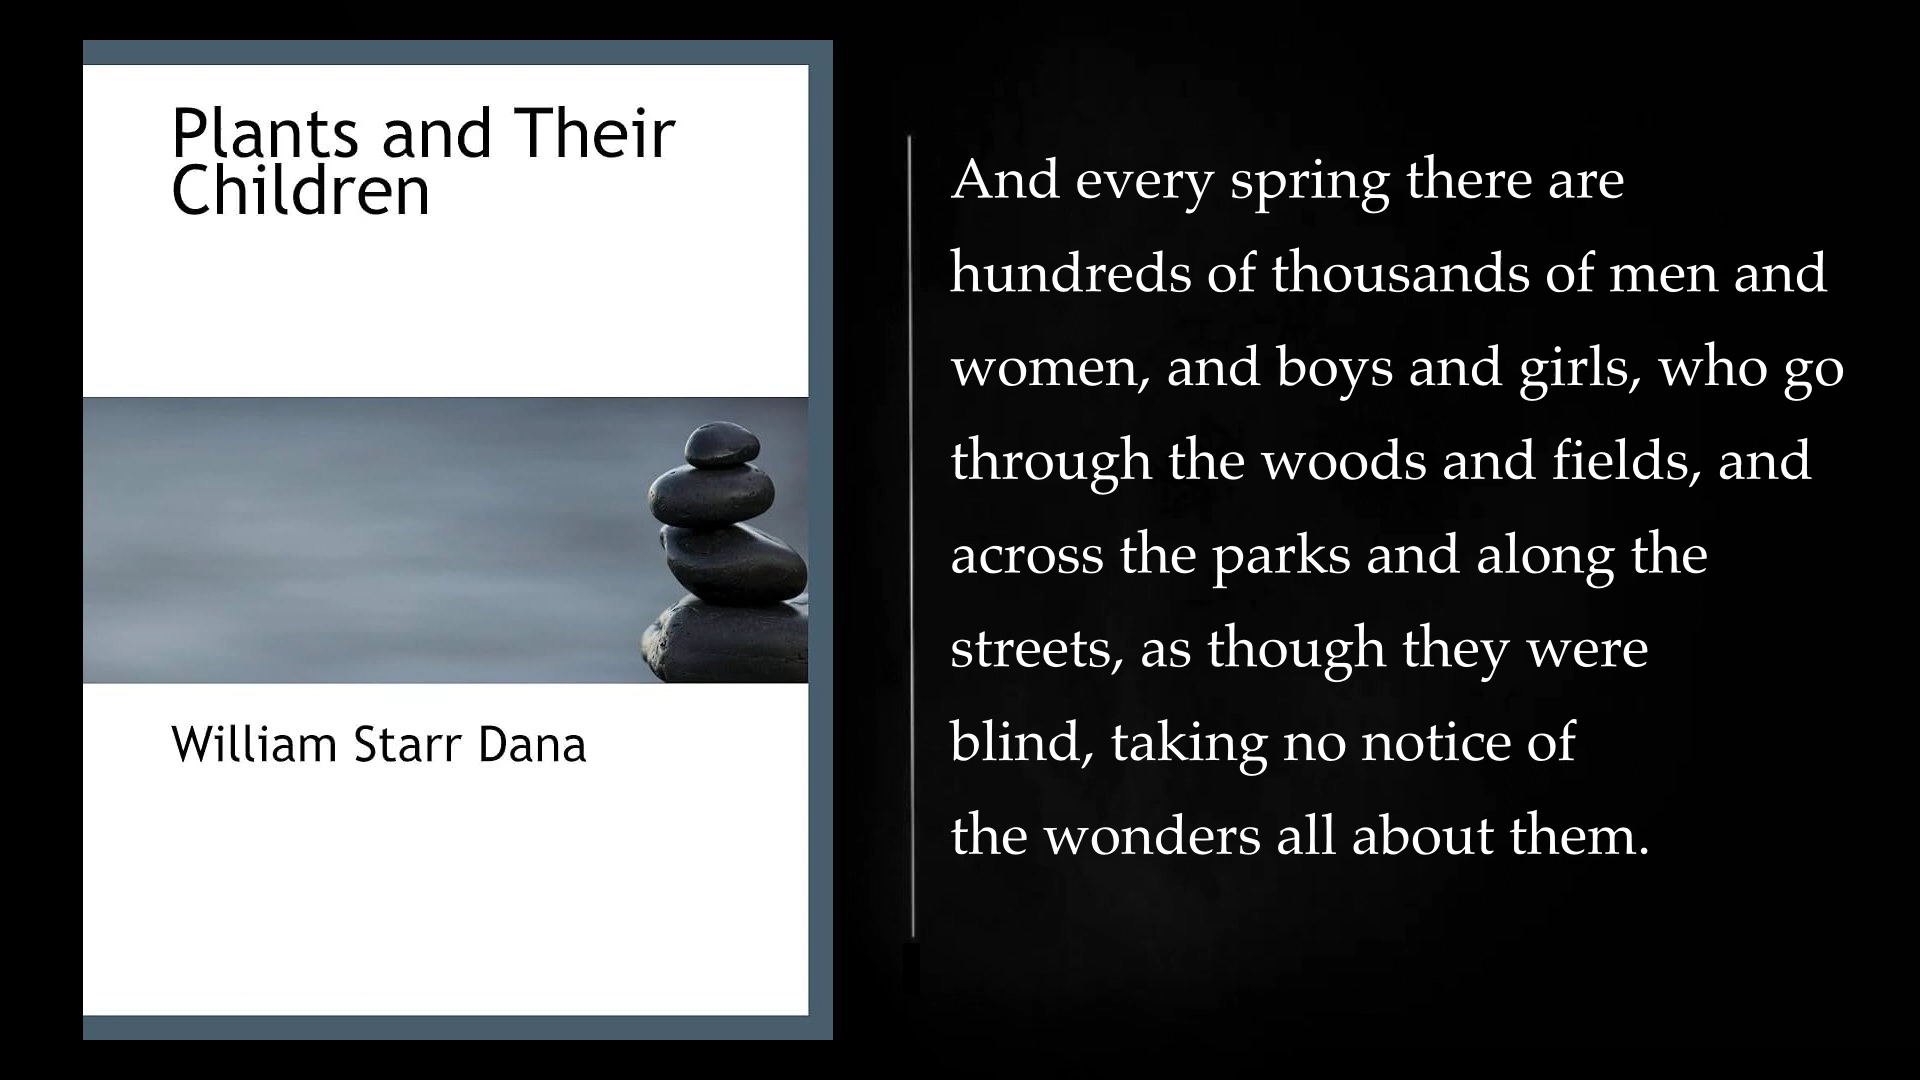 Plants and Their
Children
William Starr Dana
And every spring there are
hundreds of thousands of men and
women, and boys and girls, who go
through the woods and fields, and
across the parks and along the
streets, as though they were
blind, taking no notice of
the wonders all about them.